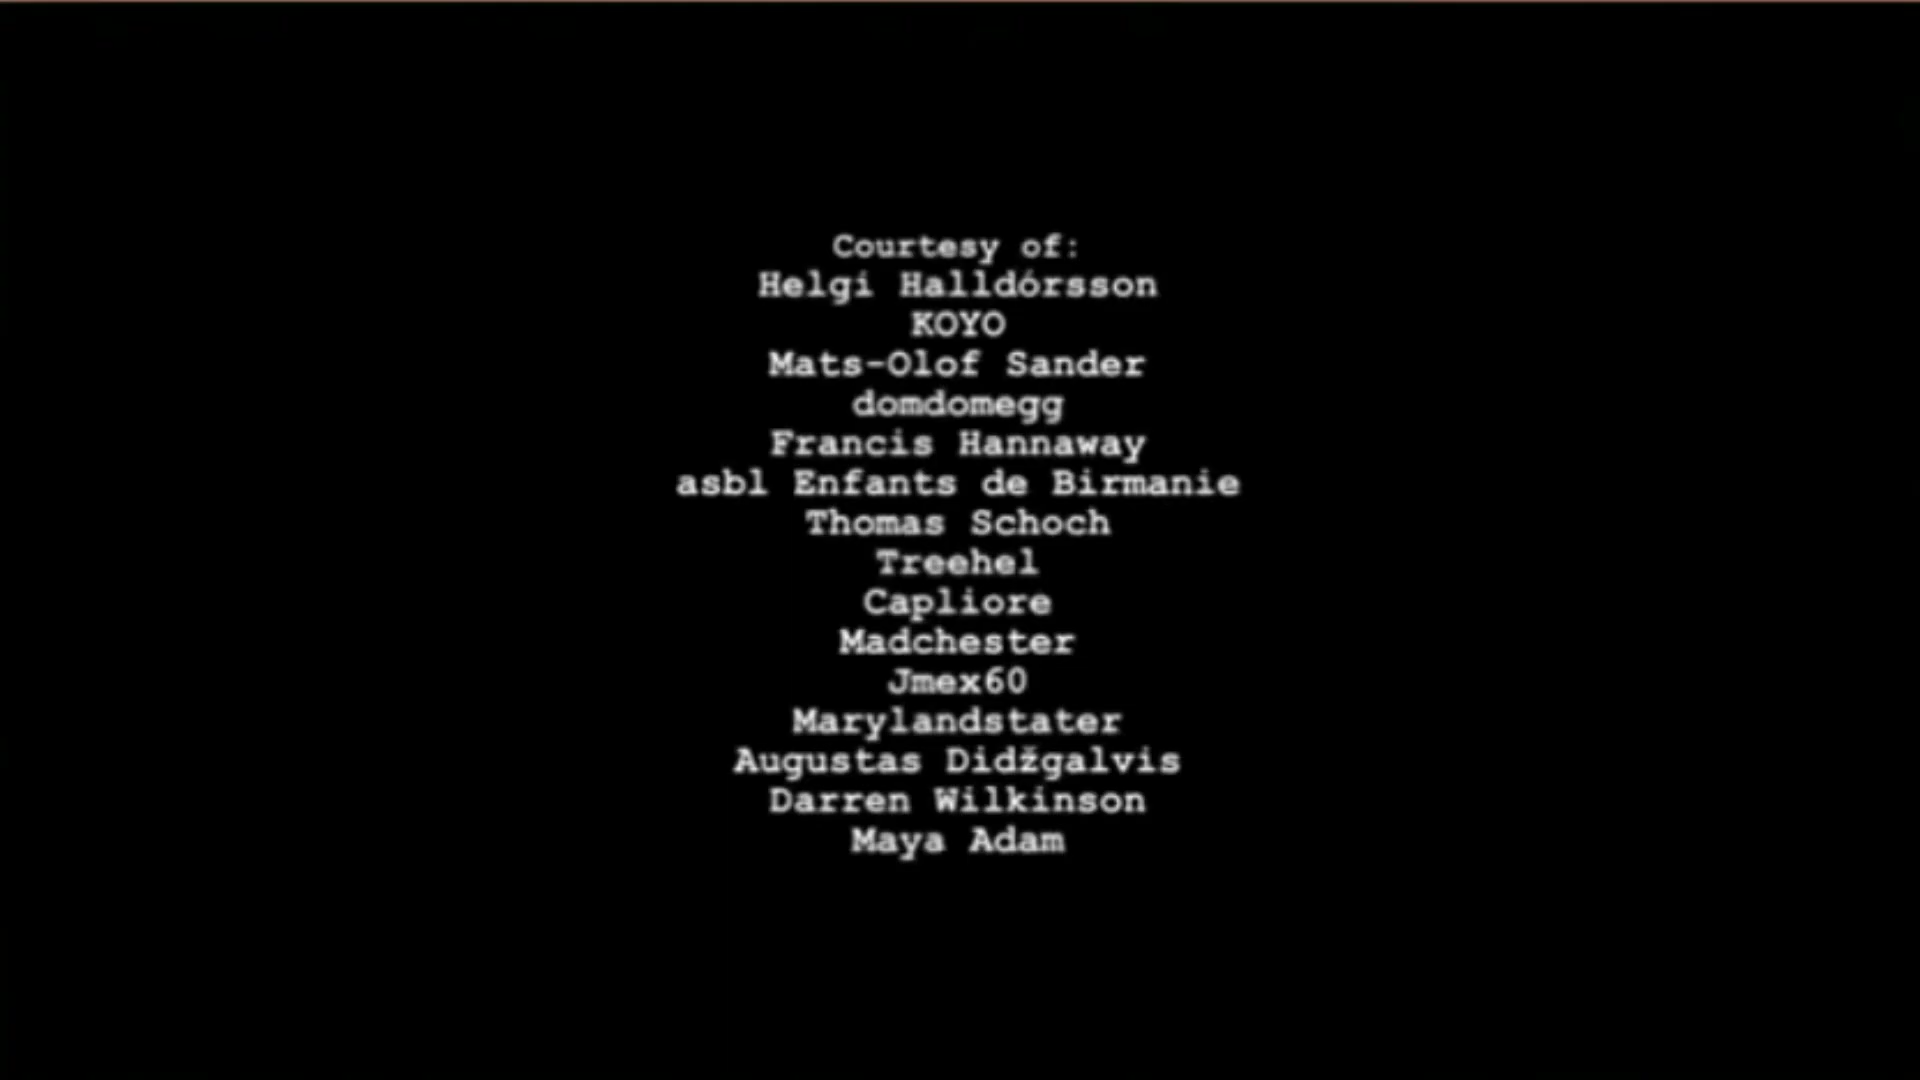 Courtesy of:
Helgi Halldórsson
KOYO
Mats-Olof Sander
domdomegg
Francis Hannaway
asbl Enfants de Birmanie
Thomas Schoch
Treehel
Capliore
Madchester
Jmex60
Marylandstater
Augustas Didžgalvis
Darren Wilkinson
Maya Adam